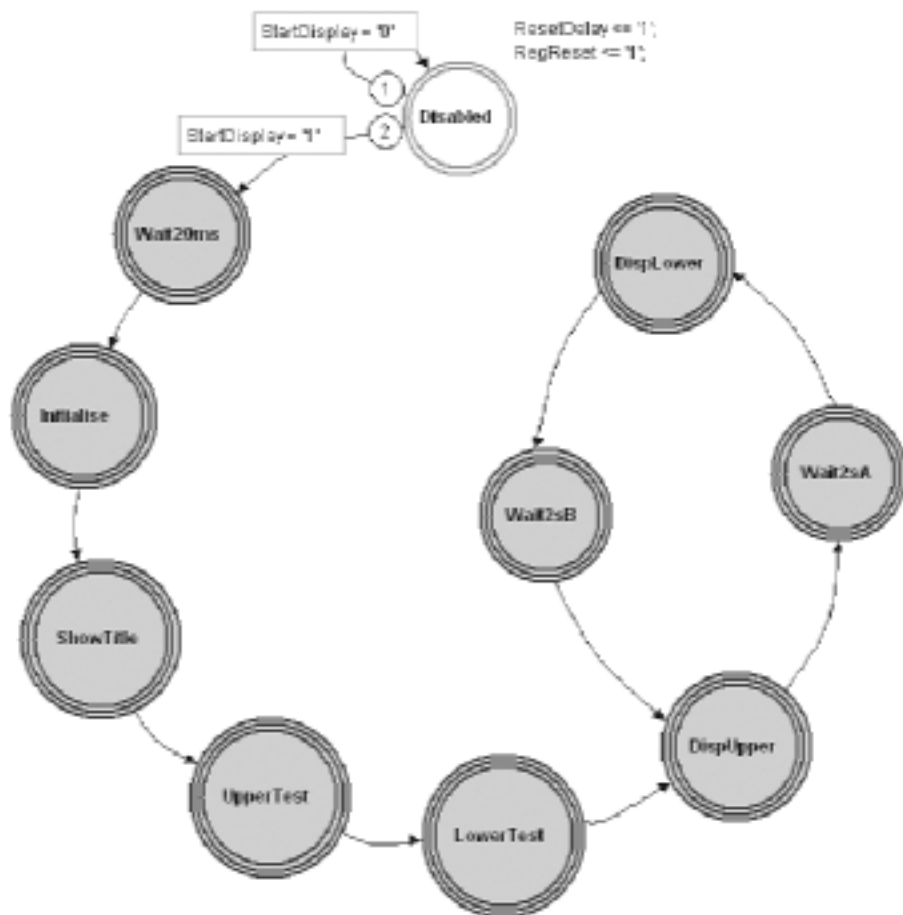 StartDisplay = '0'
ResetDelay <= '1';
RegReset <= '1';
1
Disabled
2
StartDisplay = '1'
Wait20ms
DispLower
Initialise
Wait2sA
Wait2sB
ShowTitle
DispUpper
UpperTest
LowerTest